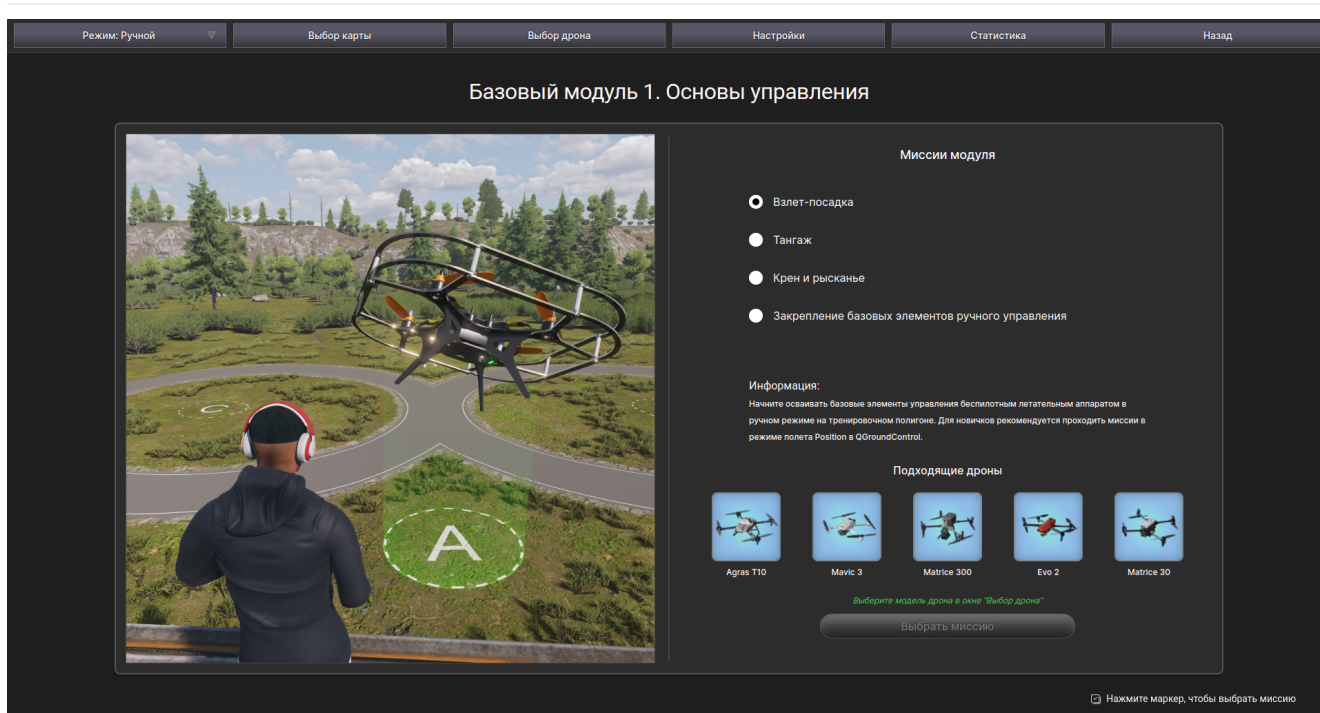 Режим: Ручной
Выбор карты
Выбор дрона
Настройки
Статистика
Назад
Базовый модуль 1. Основы управления
Миссии модуля
Взлет-посадка
Тангаж
Крен и рысканье
Закрепление базовых элементов ручного управления
Информация:
Начните осваивать базовые элементы управления беспилотным летательным аппаратом в
ручном режиме на тренировочном полигоне. Для новичков рекомендуется проходить миссии в
режиме полета Position в QGroundControl.
Подходящие дроны
Agras T10
Mavic 3
Matrice 300
Evo 2
Matrice 30
Выберите модель дрона в окне "Выбор дрона"
Выбрать миссию
C
A
Нажмите маркер, чтобы выбрать миссию